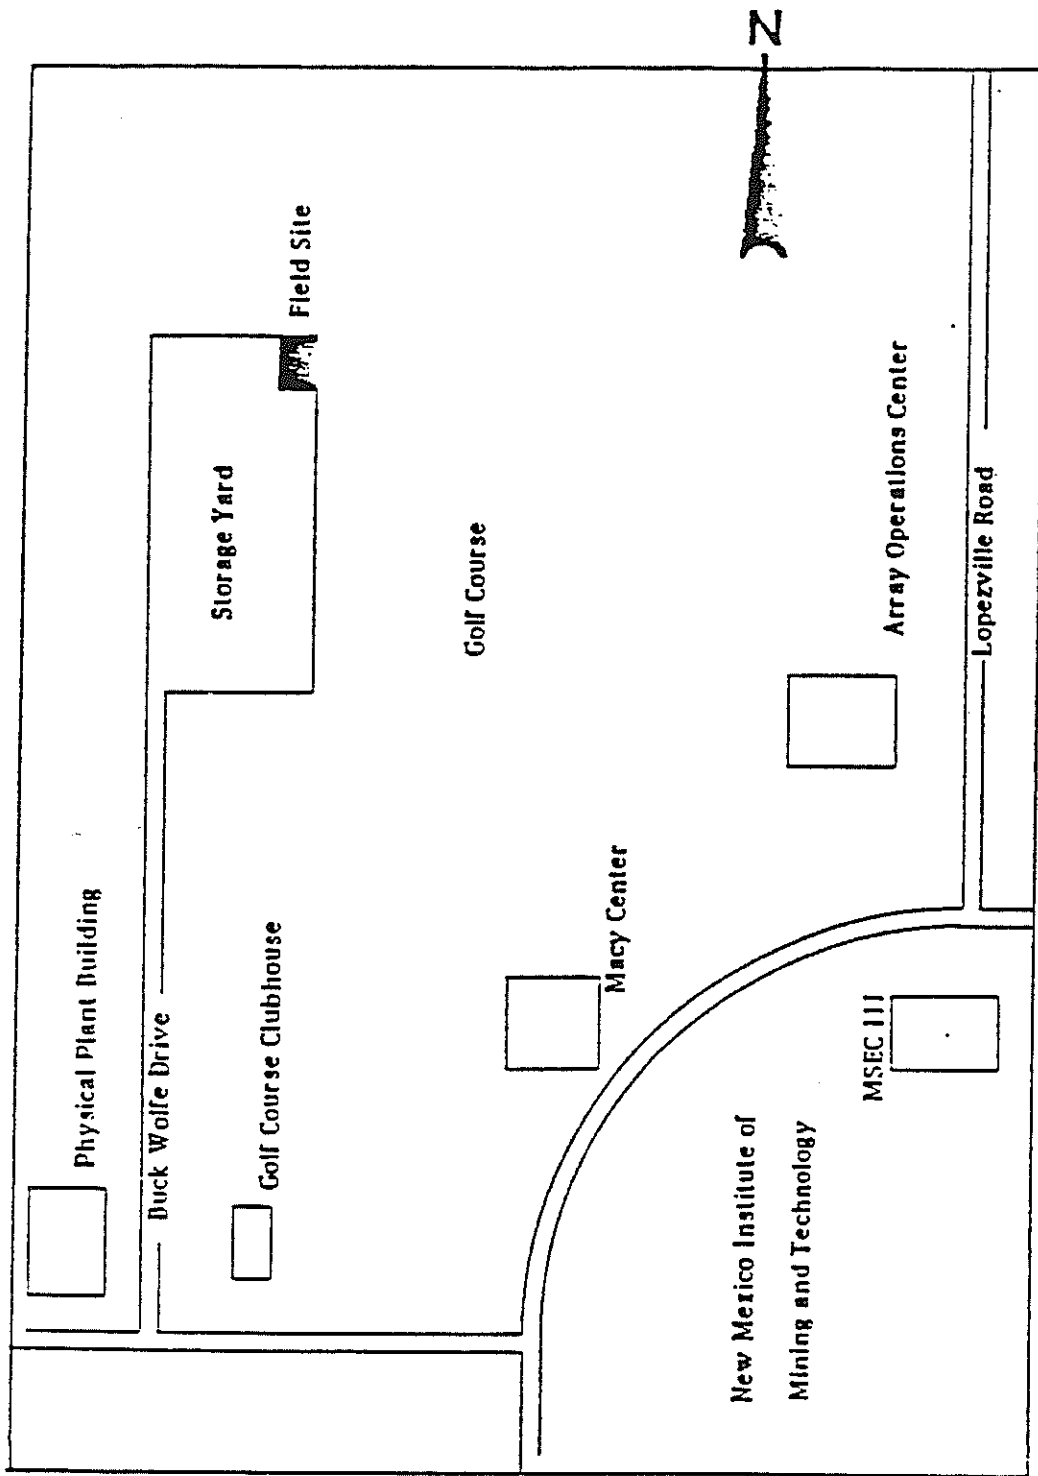 Physical Plant Building
Buck Wolfe Drive
Storage Yard
Golf Course Clubhouse
Field Site
Golf Course
Macy Center
New Mexico Institute of
Mining and Technology
N
MSEC III
Array Operations Center
Lopezville Road